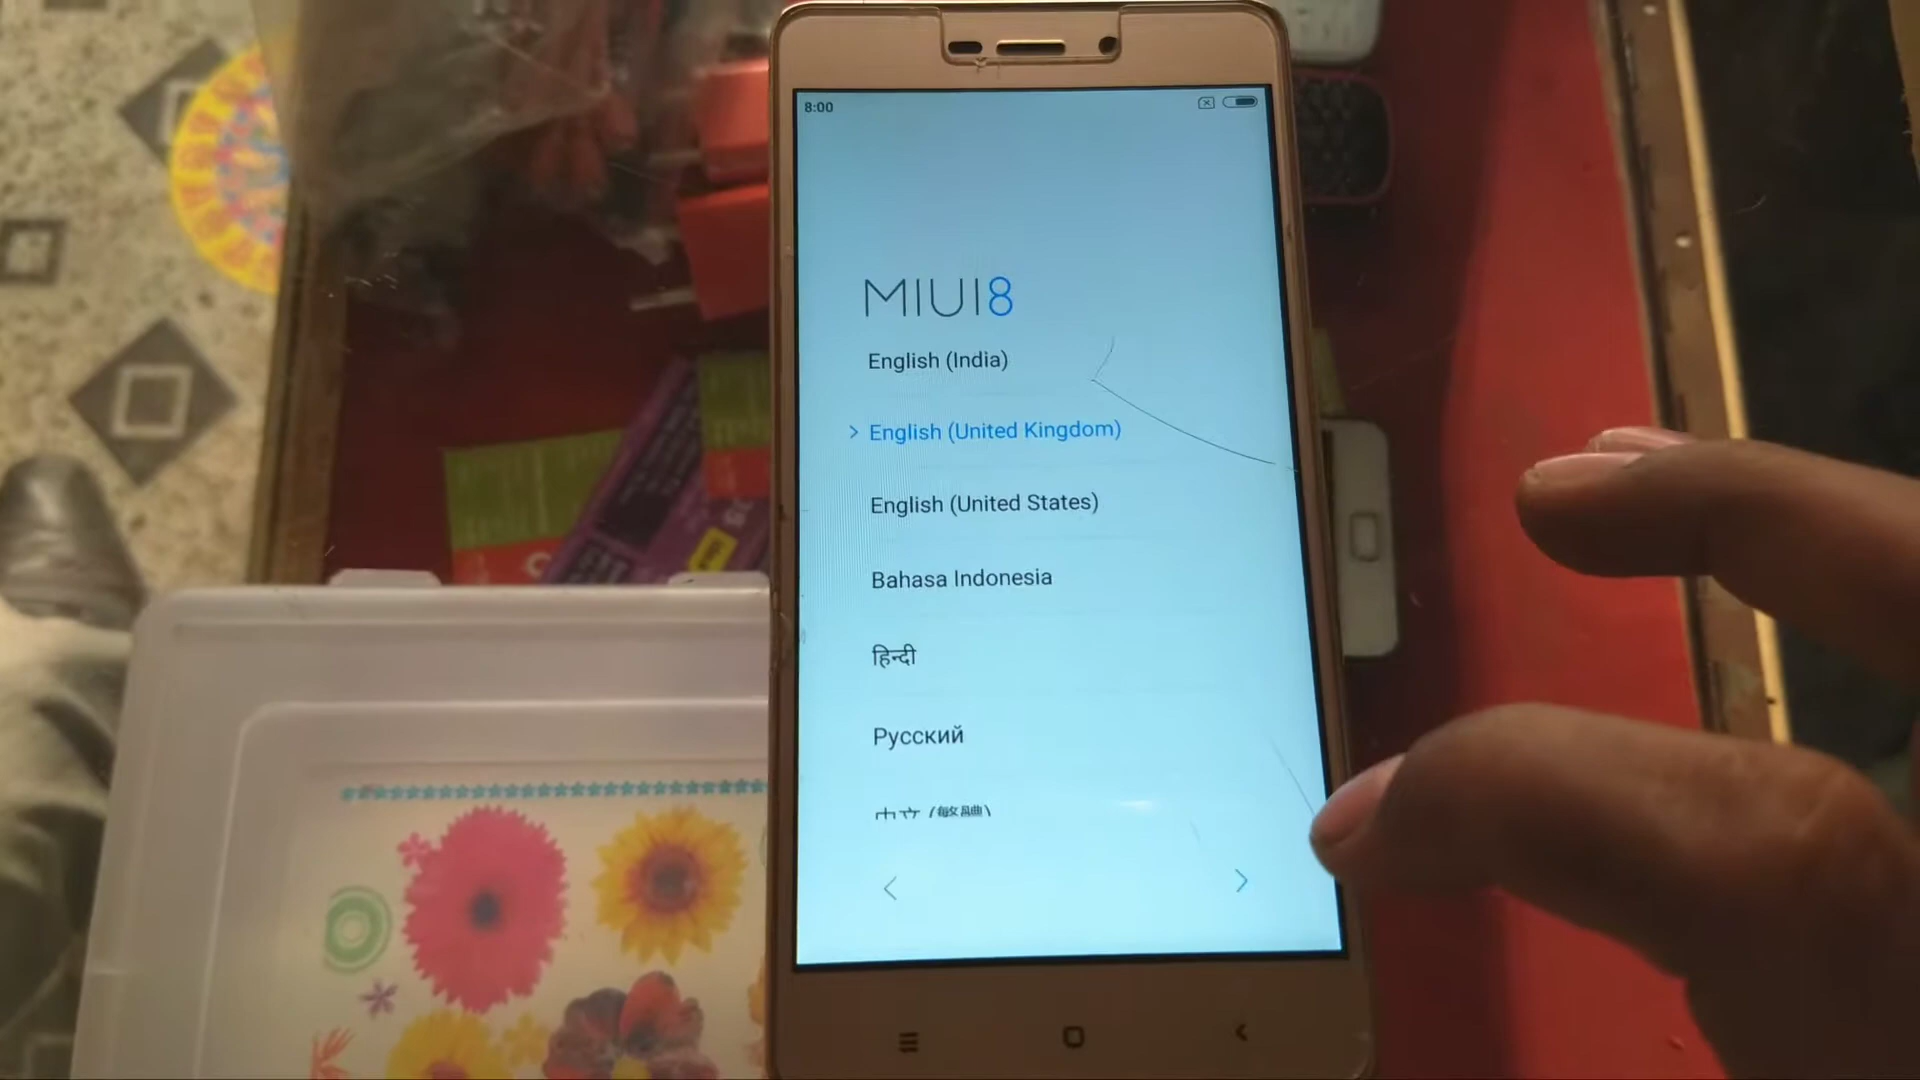 8:00
MIUI8
English (India)
> English (United Kingdom)
English (United States)
Bahasa Indonesia
हिन्दी
Русский